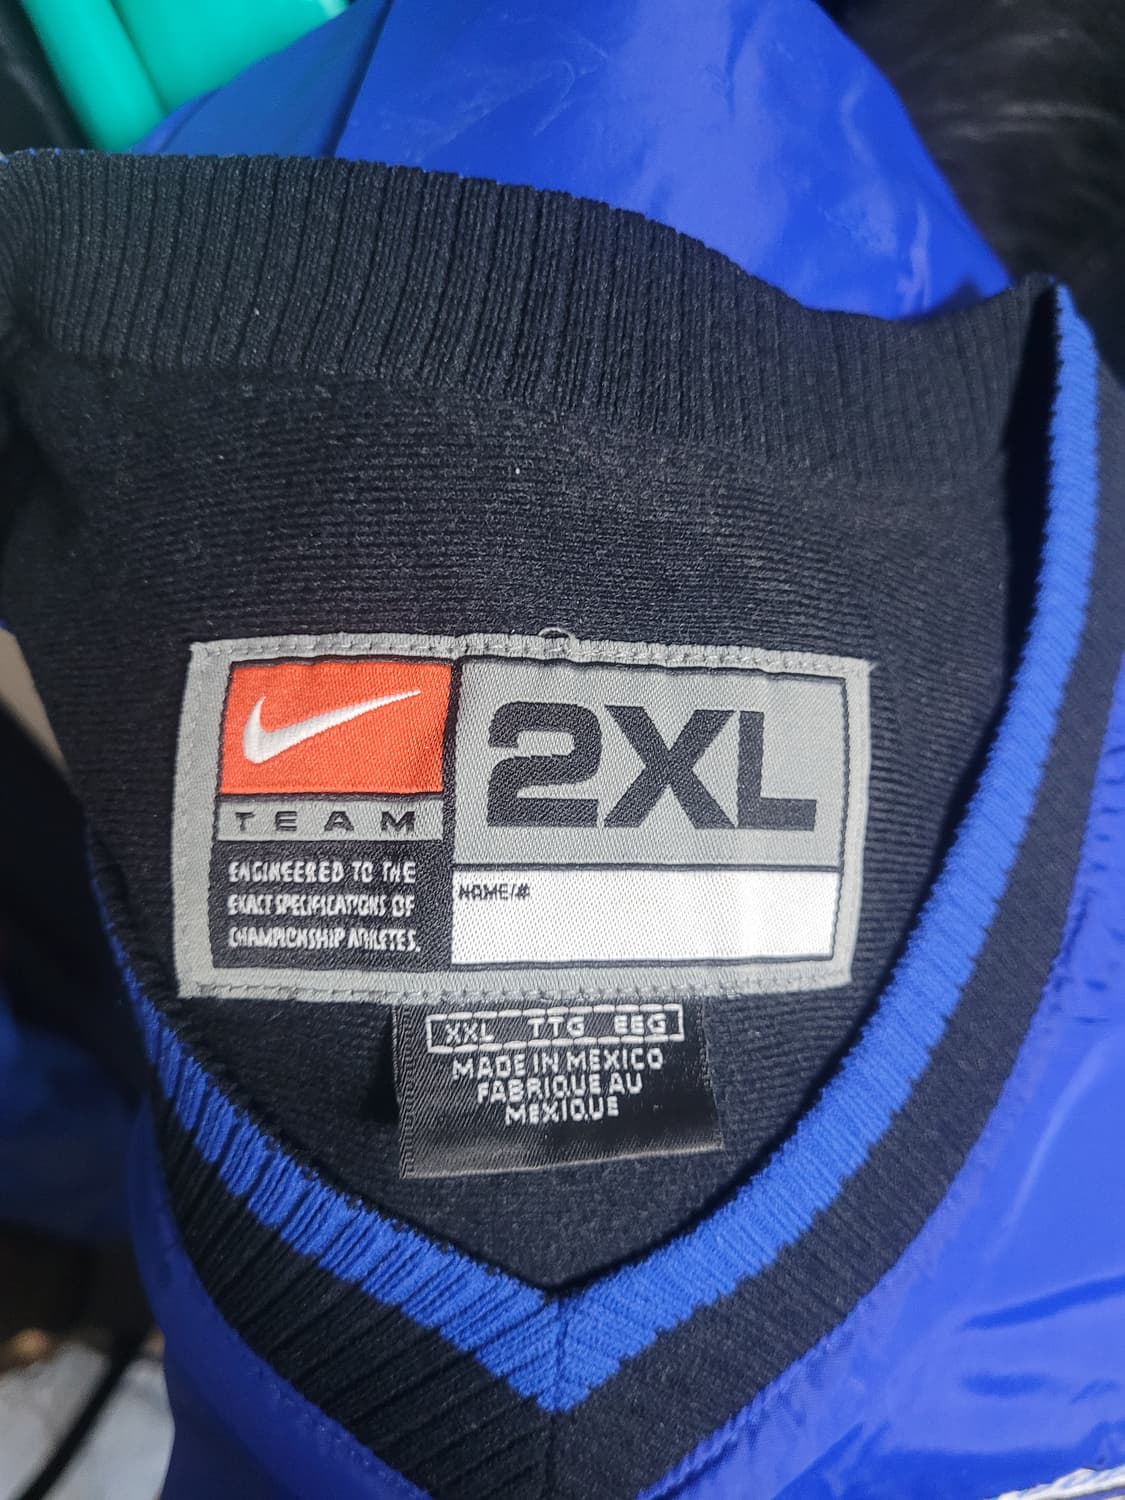 TEAM
2XL
ENGINEERED TO THE
EXACT SPECIFICATIONS OF
CHAMPIONSHIP ATHLETES.
NAME/#
XXL TTG EEG
MADE IN MEXICO
FABRIQUE AU
MEXIQUE